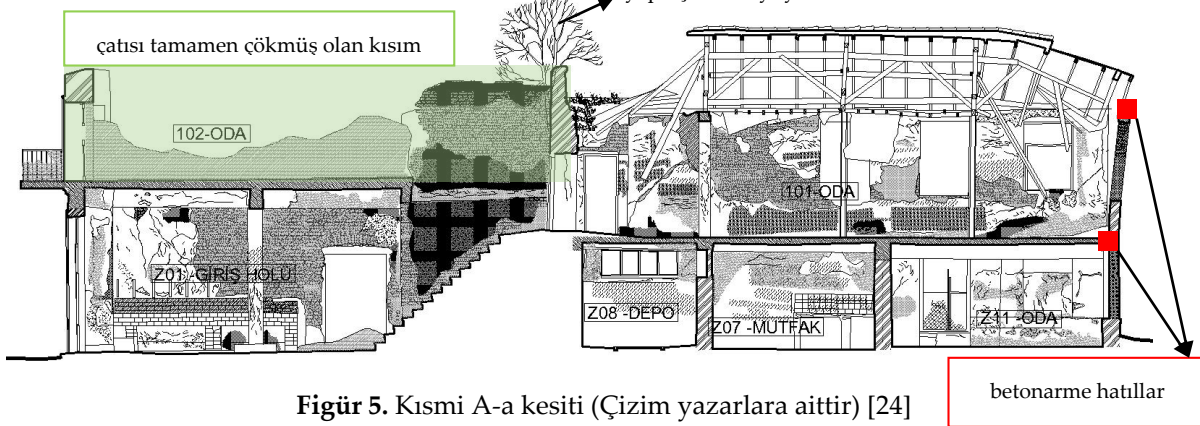 çatısı tamamen çökmüş olan kısım
102-ODA
101-ODA
Z01 -GİRİŞ HOLÜ
Z08 -DEPO
Z07 -MUTFAK
Z11 -ODA
betonarme hatıllar
Figür 5. Kısmi A-a kesiti (Çizim yazarlara aittir) [24]